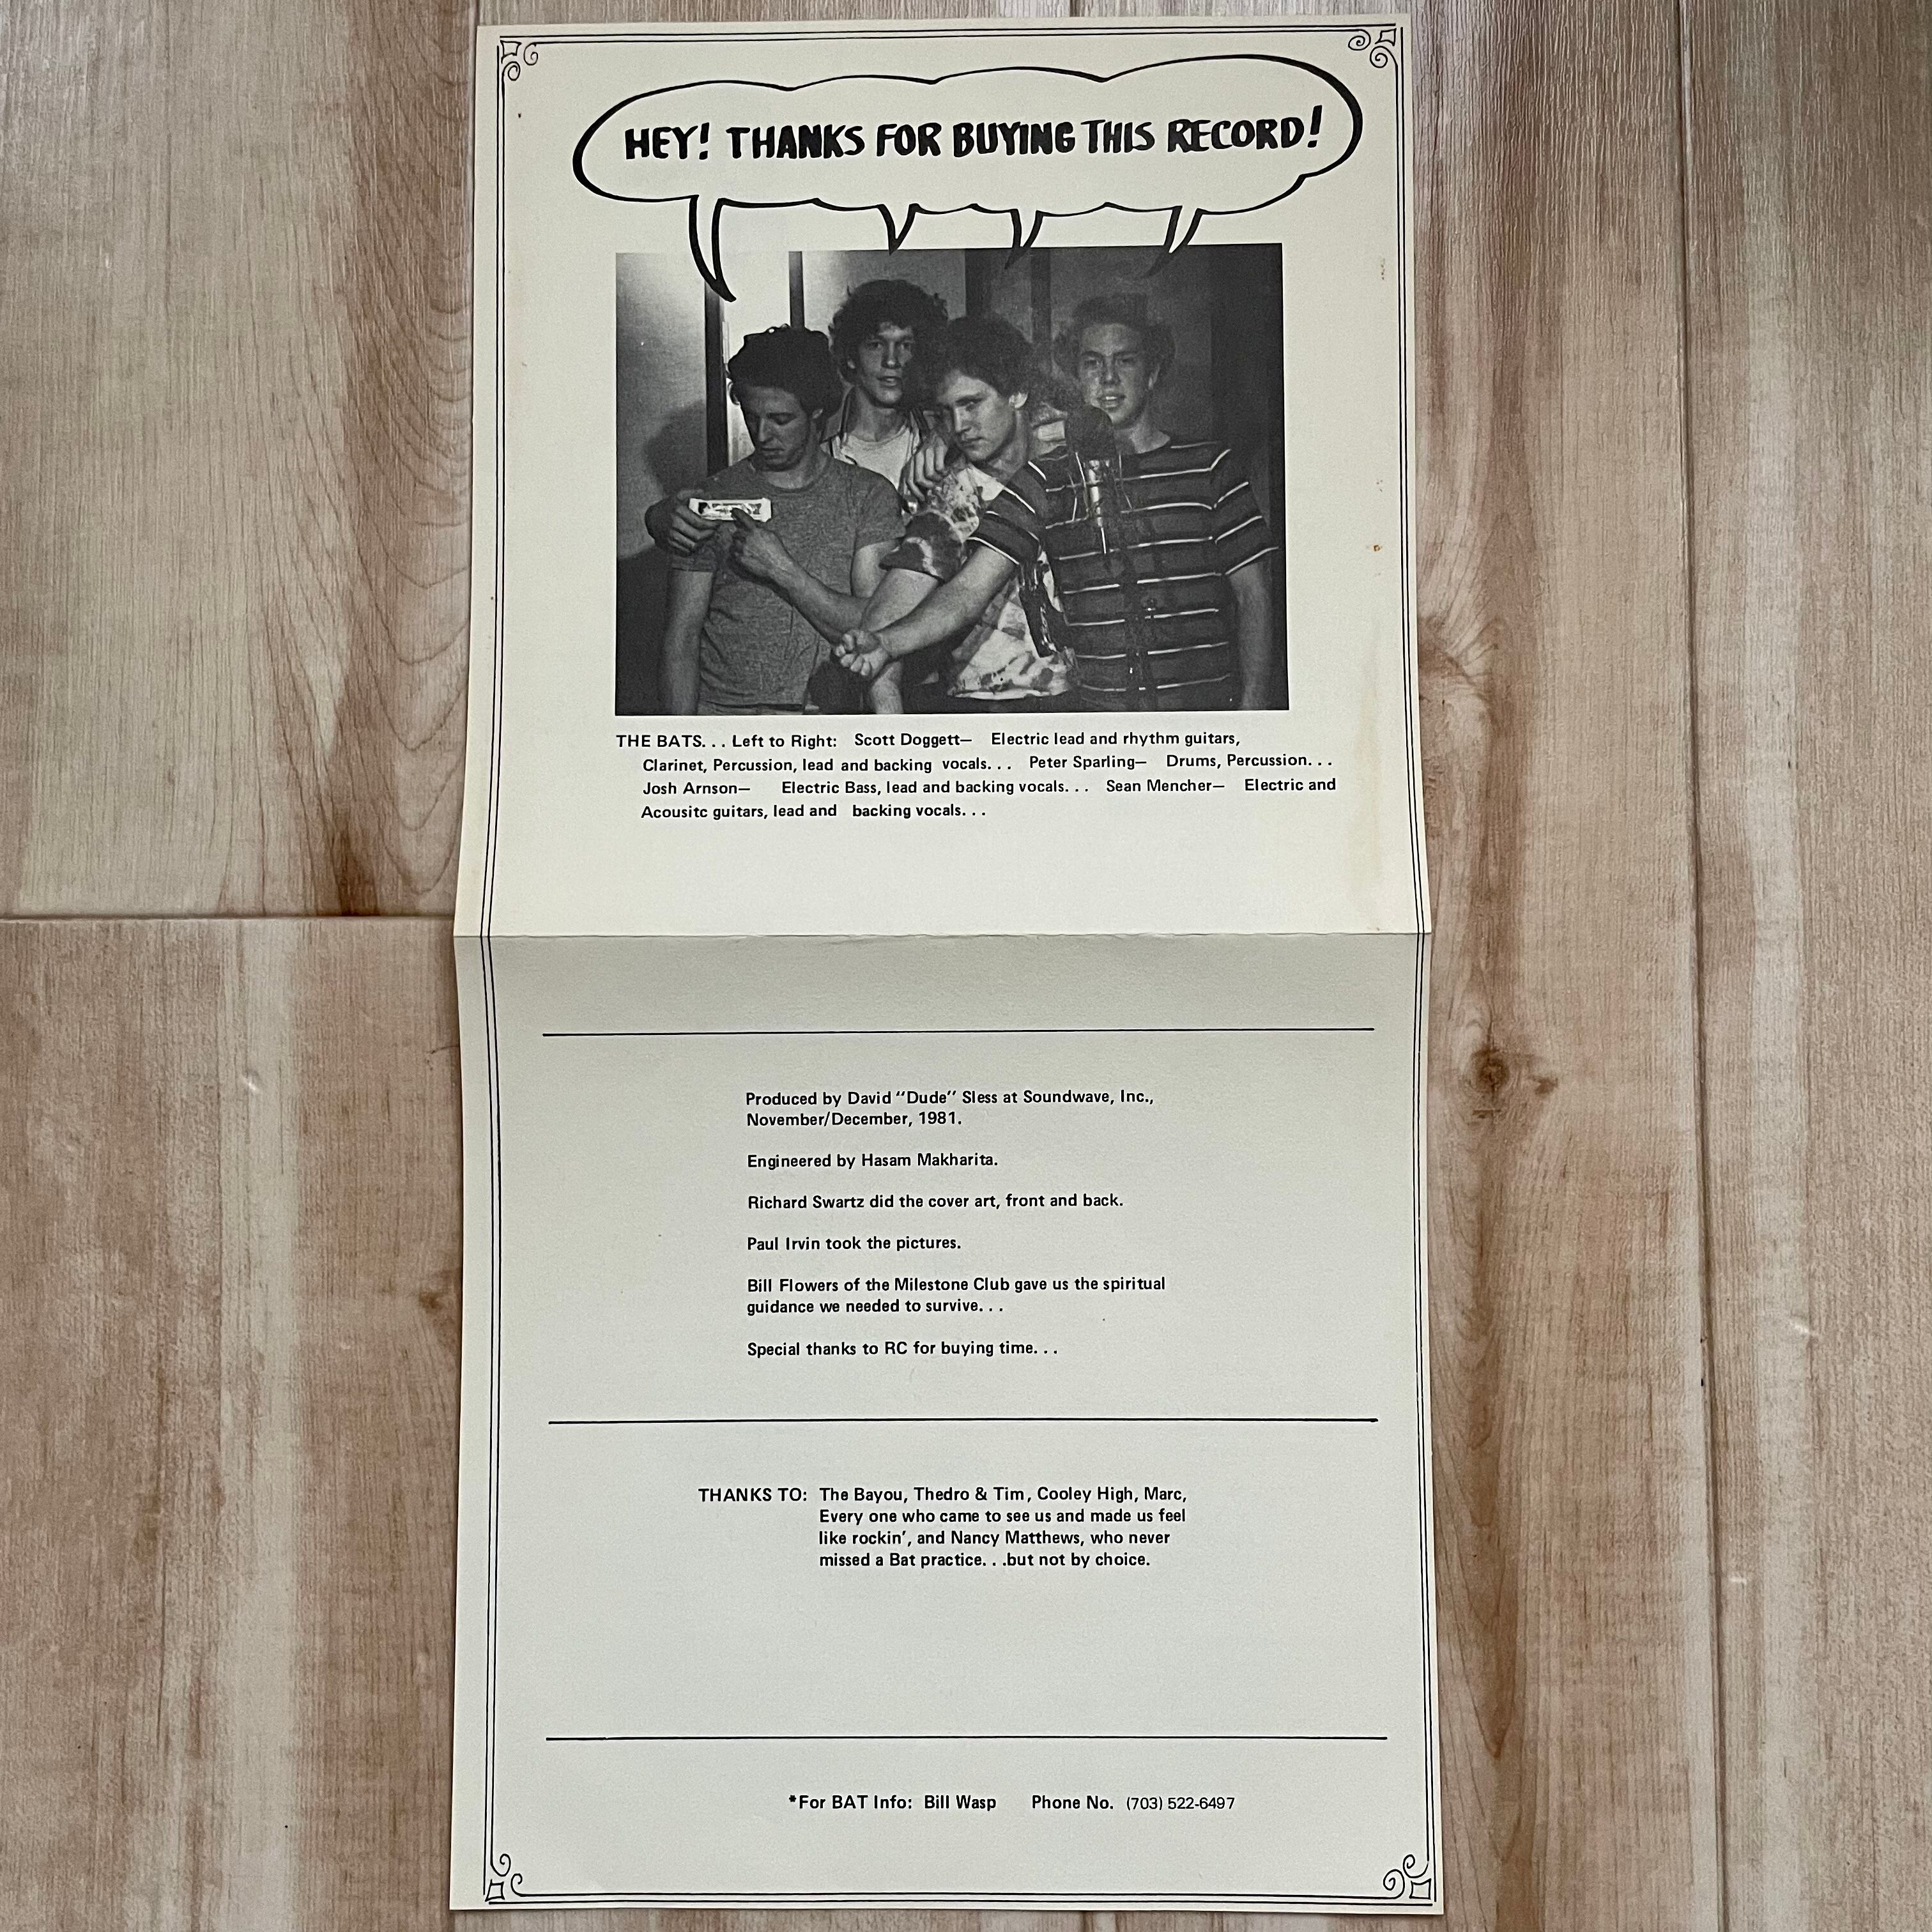 HEY! THANKS FOR BUYING THIS RECORD!
THE BATS. . . Left to Right: Scott Doggett— Electric lead and rhythm guitars,
Clarinet, Percussion, lead and backing vocals. . . Peter Sparling— Drums, Percussion. . .
Josh Arnson— Electric Bass, lead and backing vocals. . . Sean Mencher— Electric and
Acousitc guitars, lead and backing vocals. . .
Produced by David "Dude" Sless at Soundwave, Inc.,
November/December, 1981.
Engineered by Hasam Makharita.
Richard Swartz did the cover art, front and back.
Paul Irvin took the pictures.
Bill Flowers of the Milestone Club gave us the spiritual
guidance we needed to survive. . .
Special thanks to RC for buying time. . .
THANKS TO: The Bayou, Thedro & Tim, Cooley High, Marc,
Every one who came to see us and made us feel
like rockin', and Nancy Matthews, who never
missed a Bat practice. . .but not by choice.
*For BAT Info: Bill Wasp Phone No. (703) 522-6497